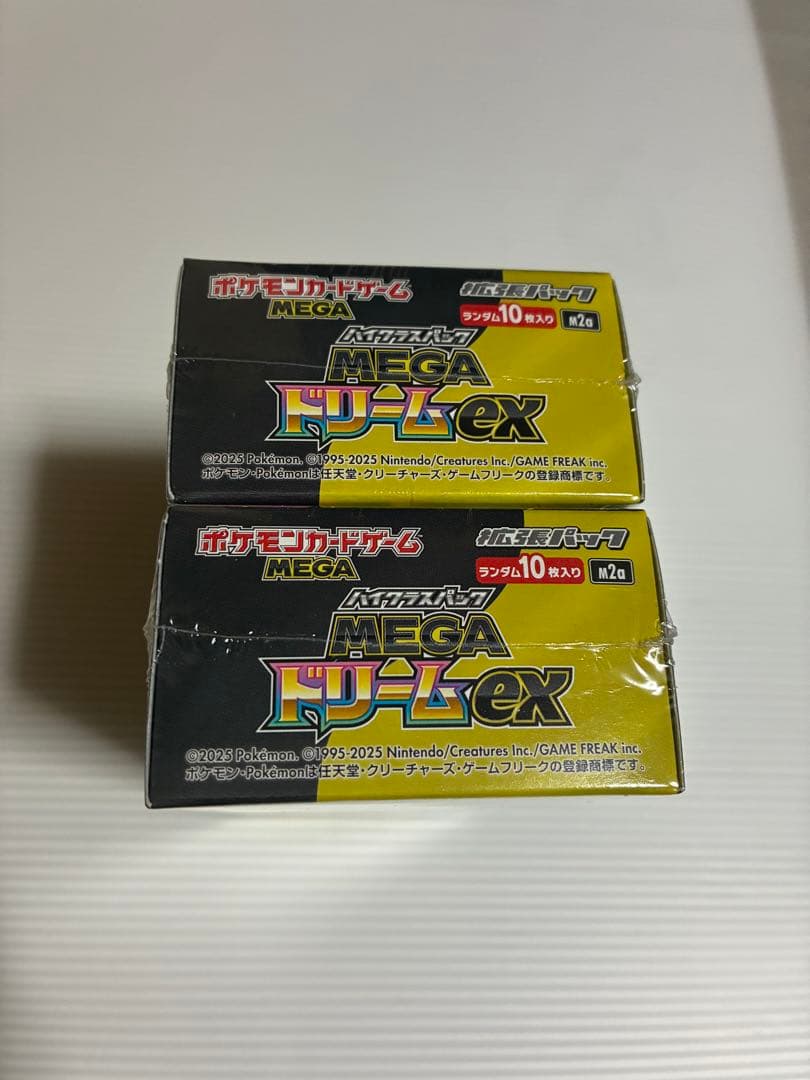 ポケモンカードゲーム
MEGA
拡張パック
ランダム10枚入り M2a
ハイクラスパック
MEGA
ドリームex
©2025 Pokémon. ©1995-2025 Nintendo/Creatures Inc./GAME FREAK inc.
ポケモン・Pokémonは任天堂・クリーチャーズ・ゲームフリークの登録商標です。
ポケモンカードゲーム
MEGA
拡張パック
ランダム10枚入り M2a
ハイクラスパック
MEGA
ドリームex
©2025 Pokémon. ©1995-2025 Nintendo/Creatures Inc./GAME FREAK inc.
ポケモン・Pokémonは任天堂・クリーチャーズ・ゲームフリークの登録商標です。